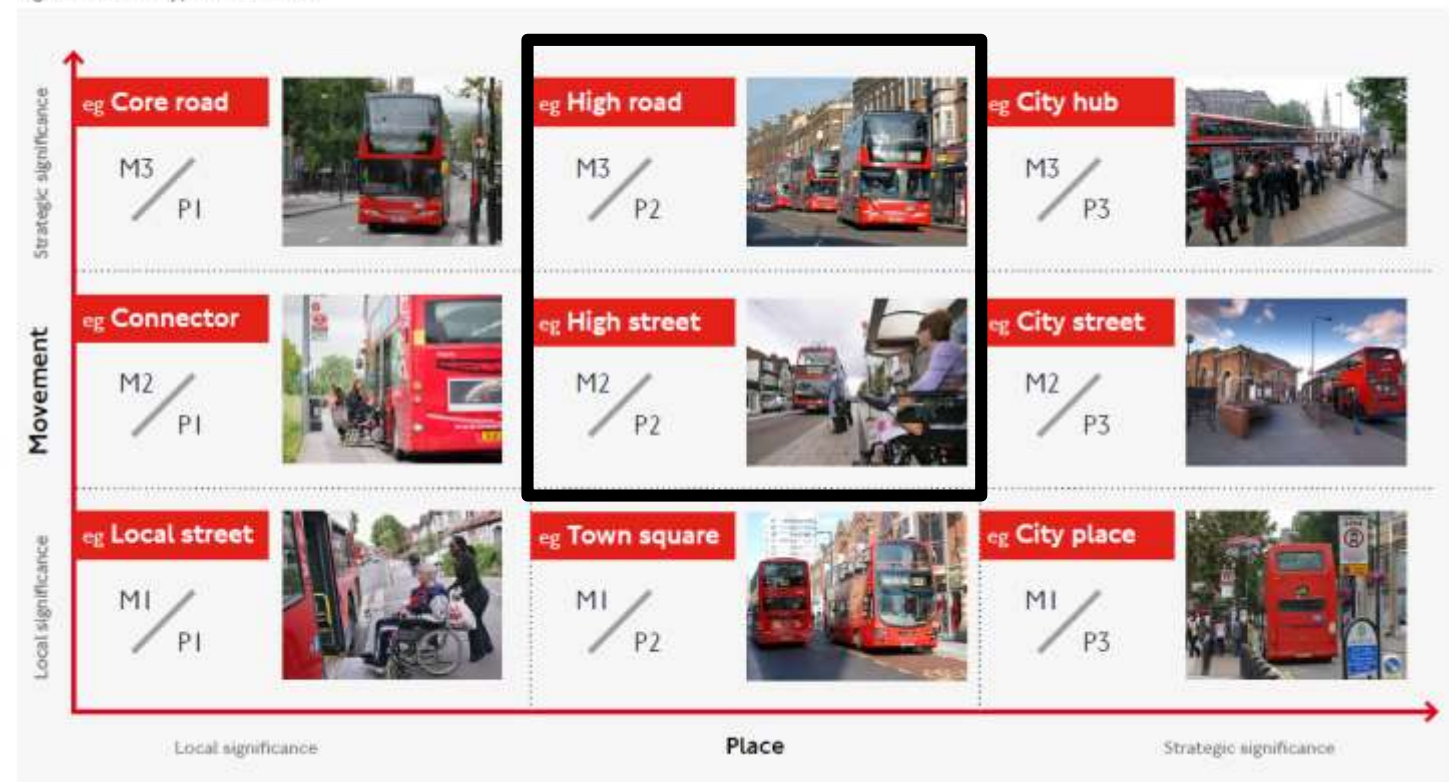 Strategic significance
Movement
Local significance
eg Core road
M3
P1
eg High road
M3
P2
eg City hub
M3
P3
eg Connector
M2
P1
eg High street
M2
P2
eg City street
M2
P3
eg Local street
M1
P1
eg Town square
M1
P2
eg City place
M1
P3
Local significance
Place
Strategic significance